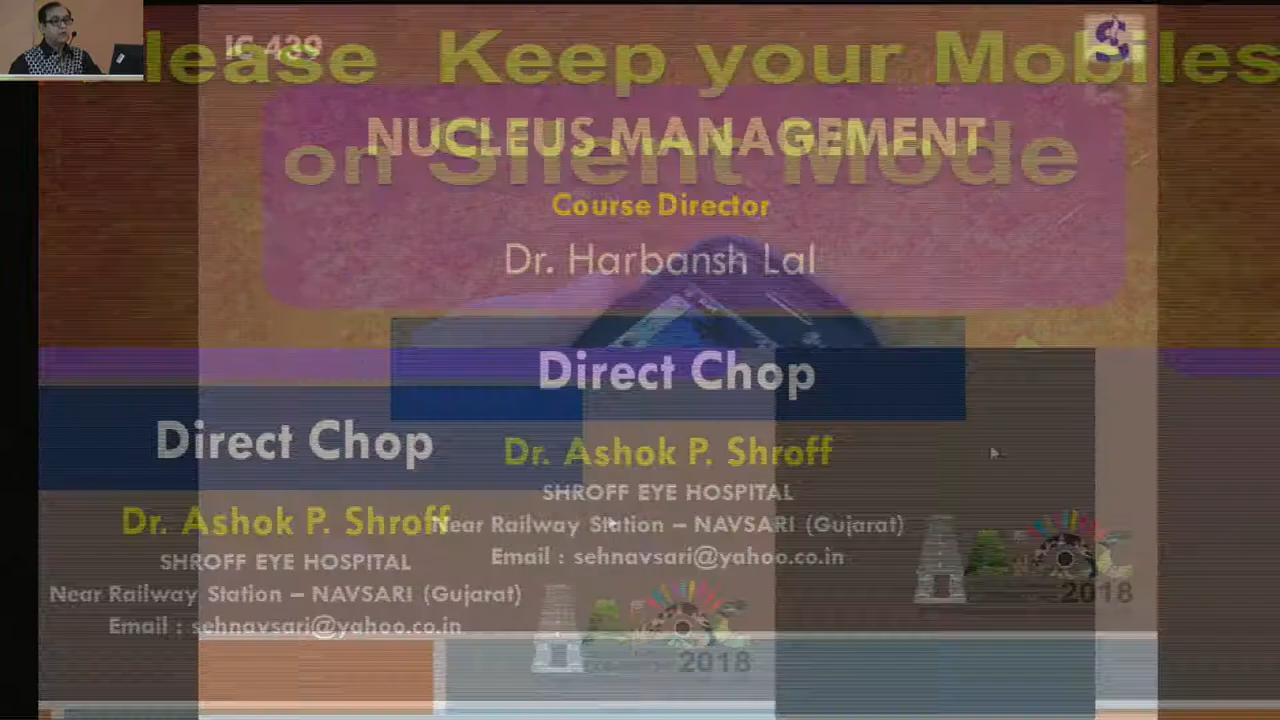 Please Keep your Mobiles
on Silent Mode
IC 439
S
NUCLEUS MANAGEMENT
Course Director
Dr. Harbansh Lal
Direct Chop
Dr. Ashok P. Shroff
SHROFF EYE HOSPITAL
Near Railway Station – NAVSARI (Gujarat)
Email : sehnavsari@yahoo.co.in
2018
Direct Chop
Dr. Ashok P. Shroff
SHROFF EYE HOSPITAL
Near Railway Station – NAVSARI (Gujarat)
Email : sehnavsari@yahoo.co.in
2018